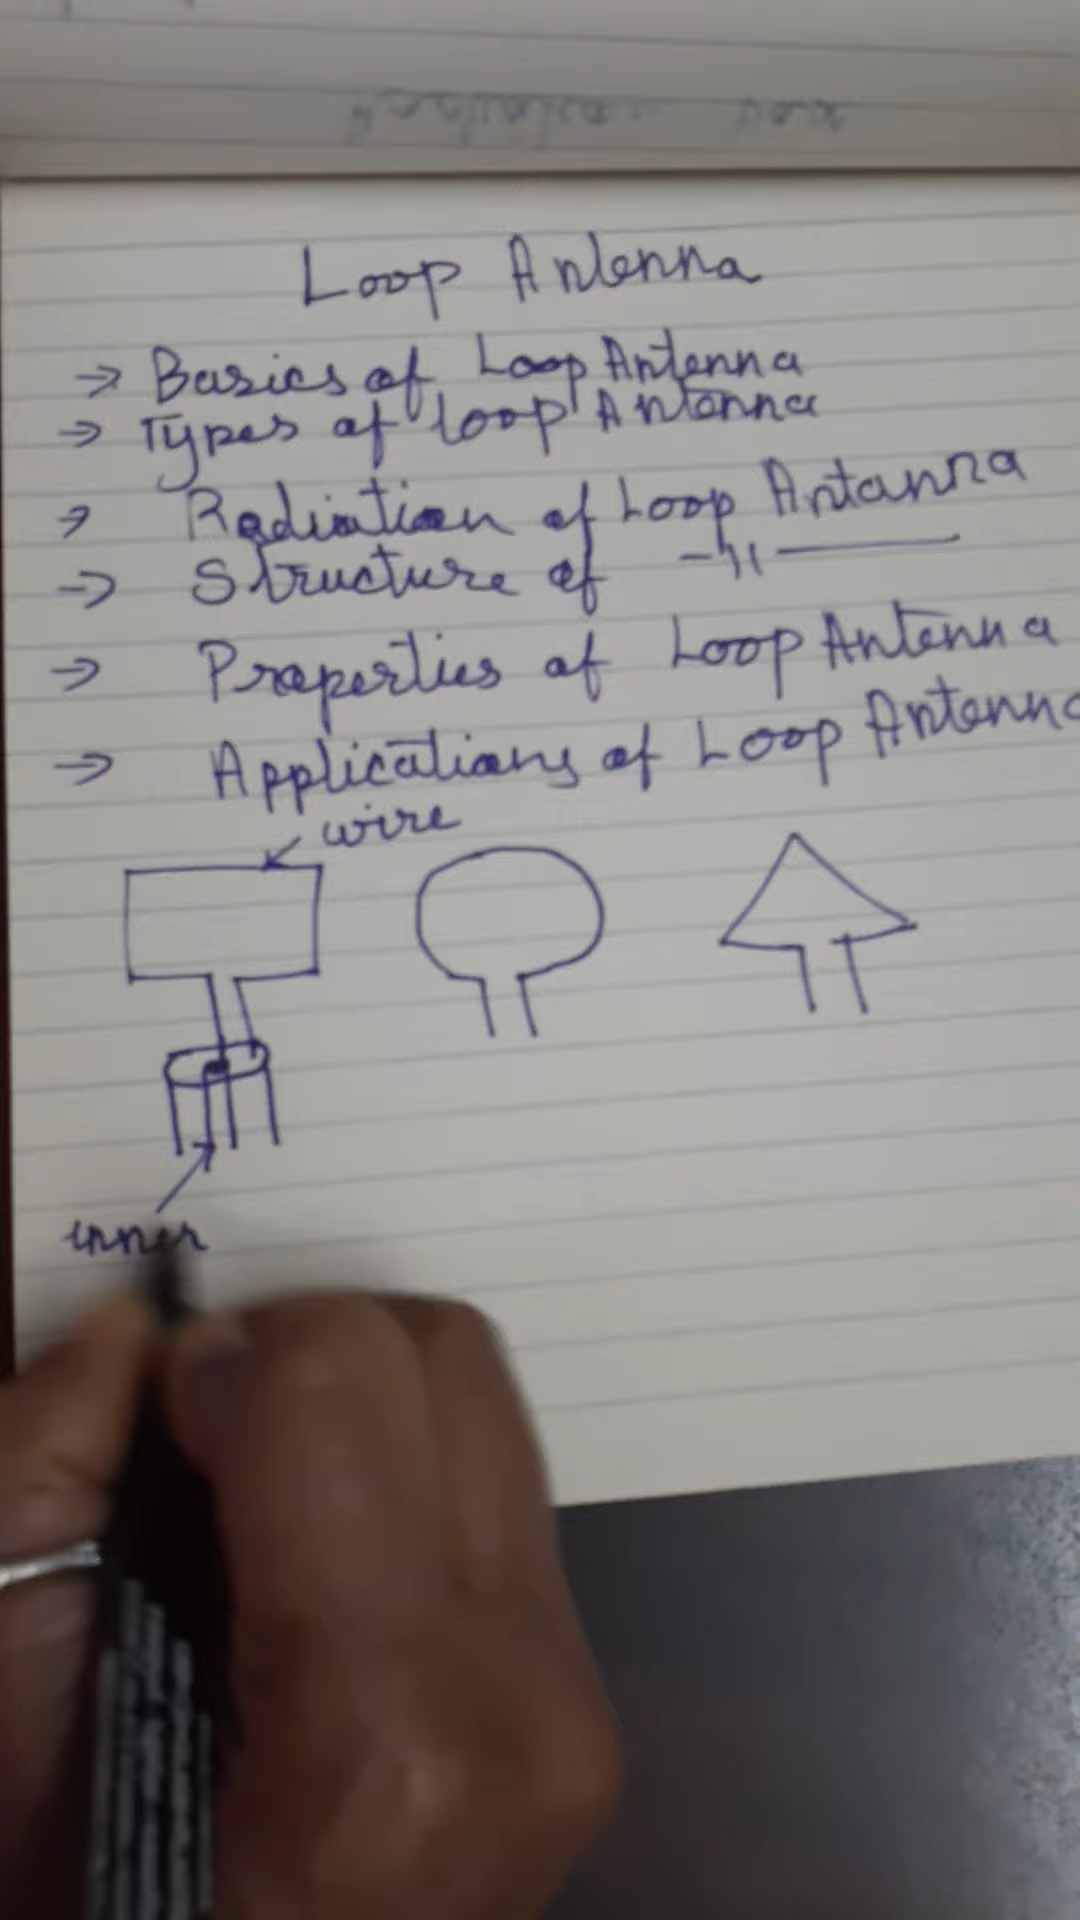 Loop Antenna
→ Basics of Loop Antenna
→ Types of loop Antenna
→ Radiation of Loop Antanna
→ Structure of -11-
→ Properties of Loop Antenna
→ Applications of Loop Antenna
wire
inner